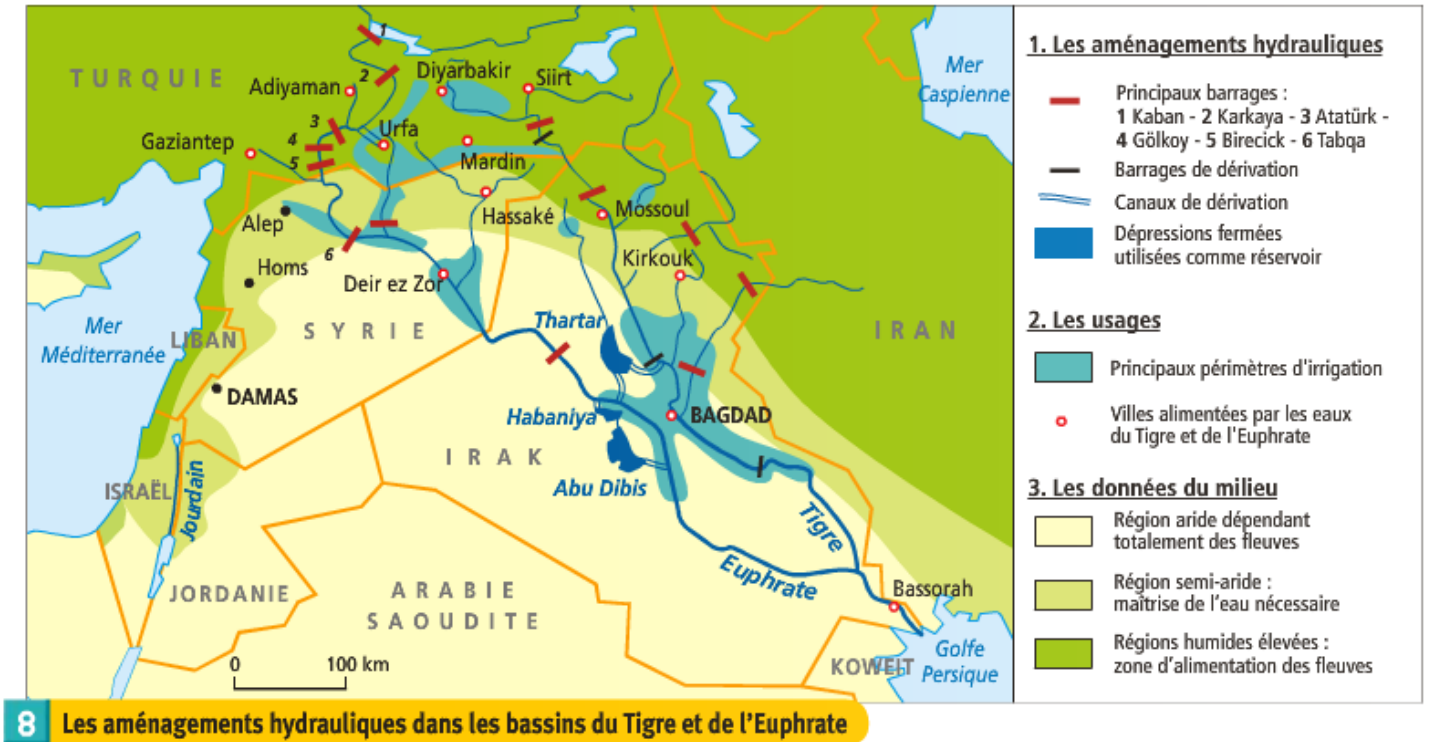 TURQUIE
1
2
Adiyaman
Diyarbakir
Siirt
3
4
5
Gaziantep
Urfa
Mardin
Mer
Caspienne
Alep
Hassaké
Mossoul
6
Homs
Deir ez Zor
Kirkouk
Mer
Méditerranée
LIBAN
SYRIE
Thartar
IRAN
DAMAS
Habaniya
BAGDAD
IRAK
Abu Dibis
ISRAËL
Jourdain
Tigre
Euphrate
JORDANIE
ARABIE
SAOUDITE
Bassorah
KOWEIT
Golfe
Persique
0 100 km
1. Les aménagements hydrauliques
Principaux barrages :
1 Kaban - 2 Karkaya - 3 Atatürk -
4 Gölkoy - 5 Birecick - 6 Tabqa
Barrages de dérivation
Canaux de dérivation
Dépressions fermées
utilisées comme réservoir
2. Les usages
Principaux périmètres d'irrigation
Villes alimentées par les eaux
du Tigre et de l'Euphrate
3. Les données du milieu
Région aride dépendant
totalement des fleuves
Région semi-aride :
maîtrise de l'eau nécessaire
Régions humides élevées :
zone d'alimentation des fleuves
8 Les aménagements hydrauliques dans les bassins du Tigre et de l'Euphrate